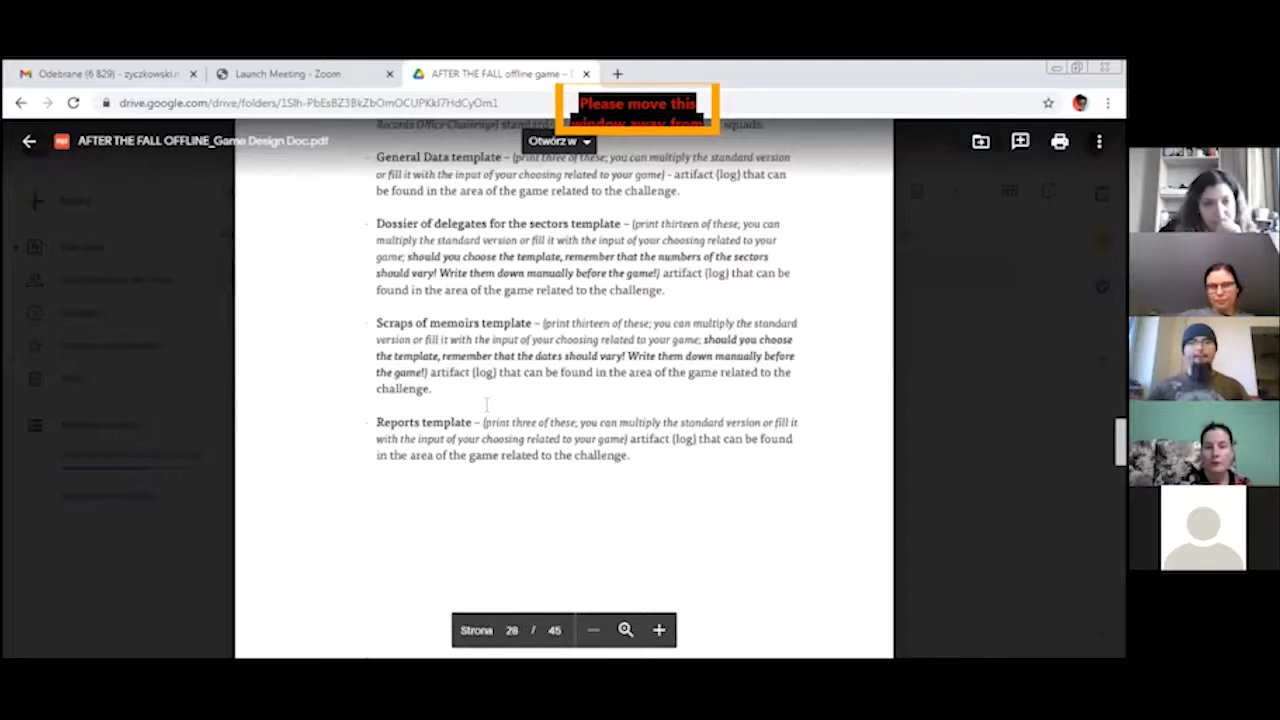 Odebrane (6 829) - zyczkowski.r
Launch Meeting - Zoom
AFTER THE FALL offline game –
drive.google.com/drive/folders/
Please move this
window away from
Records Office Challenge) squads.
AFTER THE FALL OFFLINE_Game Design Doc.pdf
Otwórz w
General Data template – (print three of these; you can multiply the standard version
or fill it with the input of your choosing related to your game) - artifact (log) that can
be found in the area of the game related to the challenge.
Dossier of delegates for the sectors template – (print thirteen of these; you can
multiply the standard version or fill it with the input of your choosing related to your
game; should you choose the template, remember that the numbers of the sectors
should vary! Write them down manually before the game!) artifact (log) that can be
found in the area of the game related to the challenge.
Scraps of memoirs template – (print thirteen of these; you can multiply the standard
version or fill it with the input of your choosing related to your game; should you choose
the template, remember that the dates should vary! Write them down manually before
the game!) artifact (log) that can be found in the area of the game related to the
challenge.
Reports template – (print three of these; you can multiply the standard version or fill it
with the input of your choosing related to your game) artifact (log) that can be found
in the area of the game related to the challenge.
Strona 28 / 45